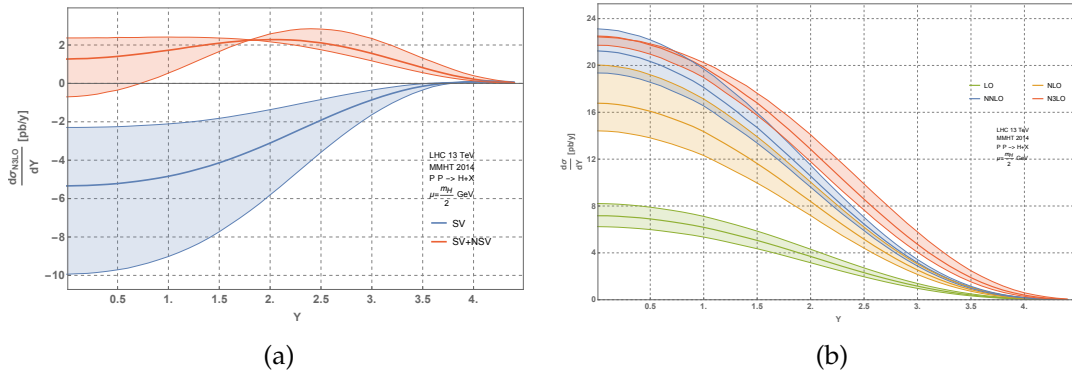 dσN3LO
dY
[pb/y]
2
0
-2
-4
-6
-8
-10
0.5
1.
1.5
2.
2.5
3.
3.5
4.
Y
LHC 13 TeV
MMHT 2014
P P -> H+X
μ=mH/2 GeV
SV
SV+NSV
(a)
dσ
dY
[pb/y]
24
20
16
12
8
4
0
0.5
1.
1.5
2.
2.5
3.
3.5
4.
Y
LO NLO
NNLO N3LO
LHC 13 TeV
MMHT 2014
P P -> H+X
μ=mH/2 GeV
(b)